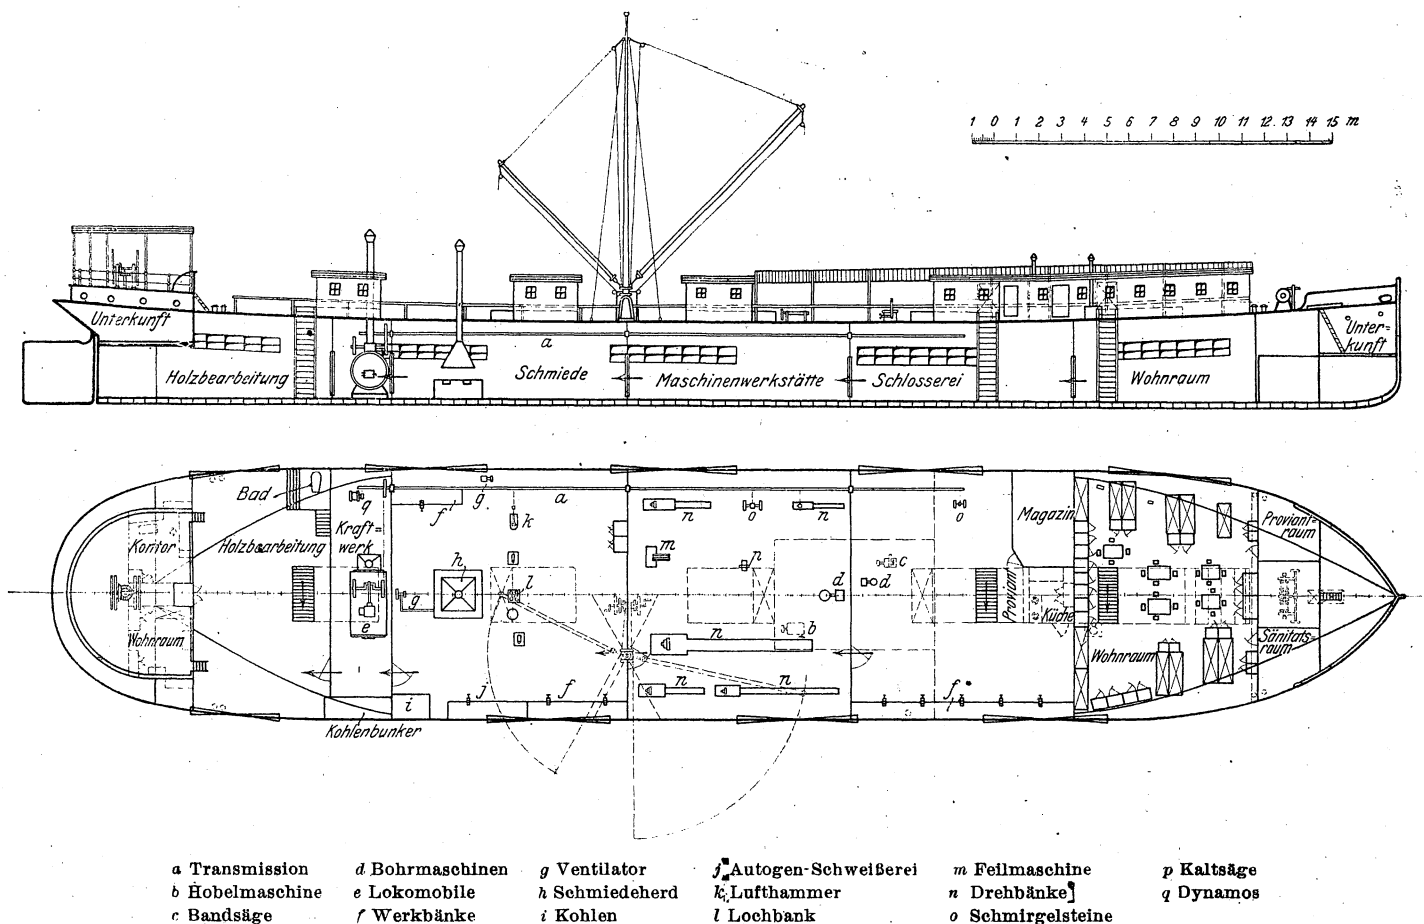 1 0 1 2 3 4 5 6 7 8 9 10 11 12 13 14 15 m
Unterkunft
Holzbearbeitung
a
Schmiede
Maschinenwerkstätte
Schlosserei
Wohnraum
Unter=
kunft
Bad
q
f
g
a
k
n
o
n
o
Magazin
Proviant=
raum
Kontor
Holzbearbeitung
Kraft=
werk
h
l
m
p
c
d
d
g
e
Proviant
Küche
b
n
Wohnraum
Wohnraum
Sänitäts=
raum
i
j
f
n
n
f
Kohlenbunker
a Transmission
b Hobelmaschine
c Bandsäge
d Bohrmaschinen
e Lokomobile
f Werkbänke
g Ventilator
h Schmiedeherd
i Kohlen
j Autogen-Schweißerei
k Lufthammer
l Lochbank
m Feilmaschine
n Drehbänke
o Schmirgelsteine
p Kaltsäge
q Dynamos